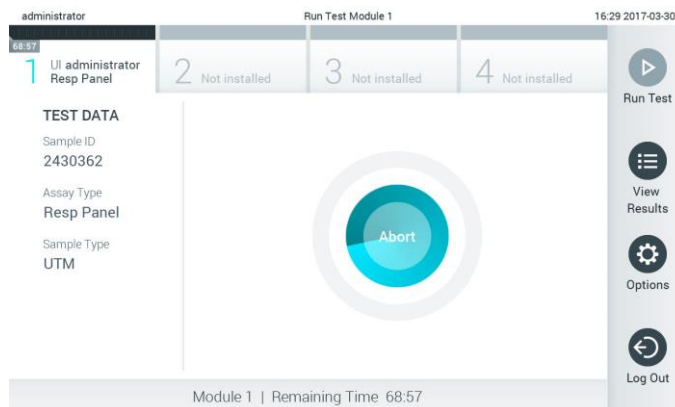 administrator
Run Test Module 1
16:29 2017-03-30
68:57
1
UI administrator
Resp Panel
2 Not installed
3 Not installed
4 Not installed
Run Test
TEST DATA
Sample ID
2430362
Assay Type
Resp Panel
Sample Type
UTM
Abort
View
Results
Options
Log Out
Module 1 | Remaining Time 68:57